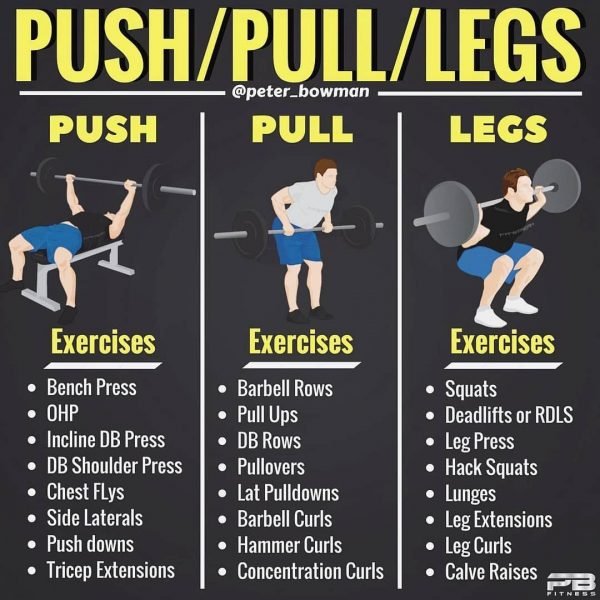 PUSH/PULL/LEGS
@peter_bowman
PUSH
Exercises
• Bench Press
• OHP
• Incline DB Press
• DB Shoulder Press
• Chest FLys
• Side Laterals
• Push downs
• Tricep Extensions
PULL
Exercises
• Barbell Rows
• Pull Ups
• DB Rows
• Pullovers
• Lat Pulldowns
• Barbell Curls
• Hammer Curls
• Concentration Curls
LEGS
Exercises
• Squats
• Deadlifts or RDLS
• Leg Press
• Hack Squats
• Lunges
• Leg Extensions
• Leg Curls
• Calve Raises
PB
FITNESS